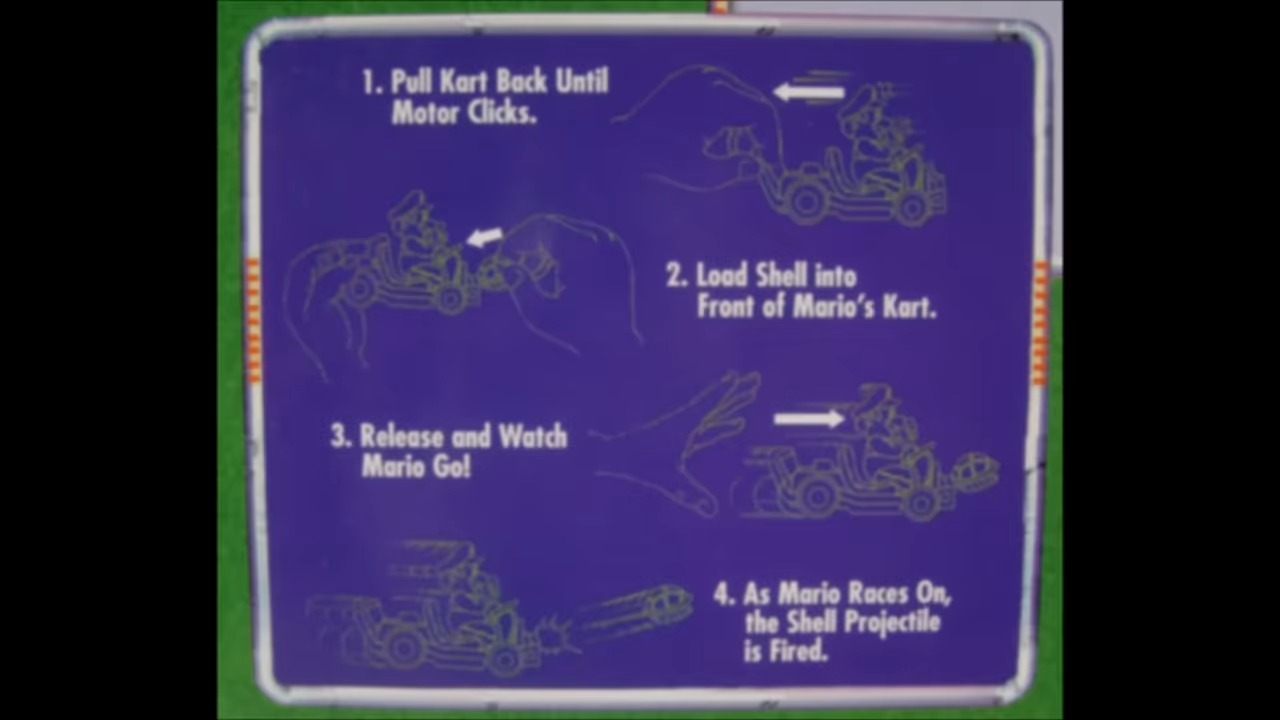 1. Pull Kart Back Until
Motor Clicks.
2. Load Shell into
Front of Mario's Kart.
3. Release and Watch
Mario Go!
4. As Mario Races On,
the Shell Projectile
is Fired.